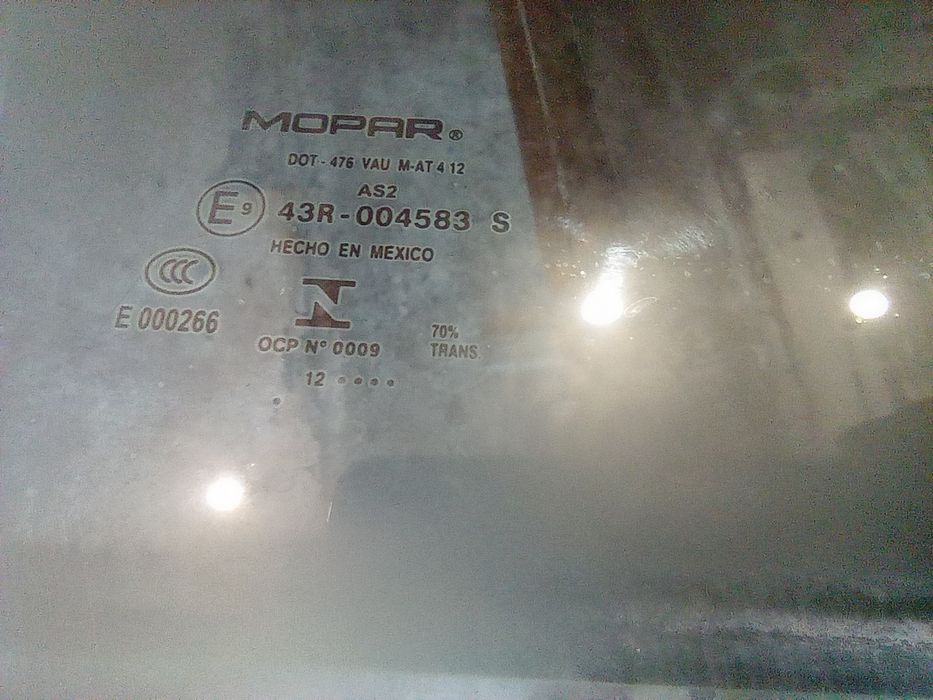 MOPAR®
DOT - 476 VAU M-AT 4 12
AS2
E9 43R-004583 S
HECHO EN MEXICO
CCC
E 000266
N
OCP Nº 0009
70%
TRANS.
12 • • • •
•